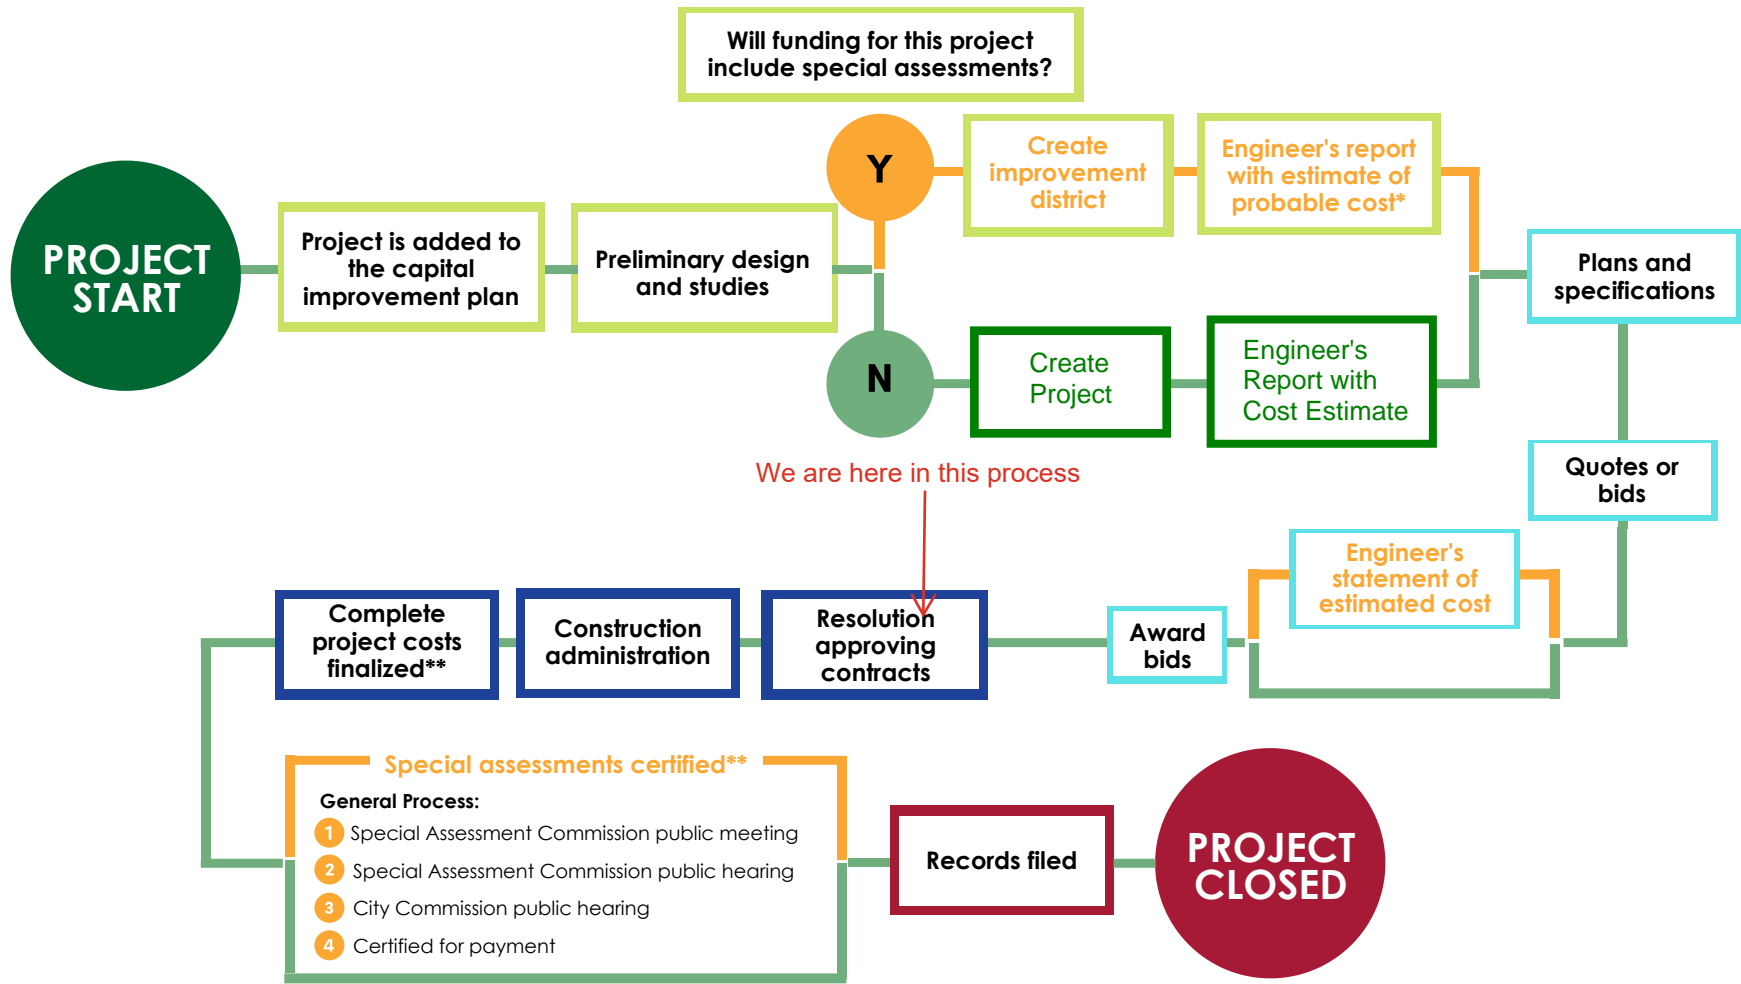 Will funding for this project
include special assessments?
PROJECT
START
Project is added to
the capital
improvement plan
Preliminary design
and studies
Y
Create
improvement
district
Engineer's report
with estimate of
probable cost*
N
Create
Project
Engineer's
Report with
Cost Estimate
Plans and
specifications
Quotes or
bids
We are here in this process
Engineer's
statement of
estimated cost
Award
bids
Resolution
approving
contracts
Construction
administration
Complete
project costs
finalized**
Special assessments certified**
General Process:
1 Special Assessment Commission public meeting
2 Special Assessment Commission public hearing
3 City Commission public hearing
4 Certified for payment
Records filed
PROJECT
CLOSED